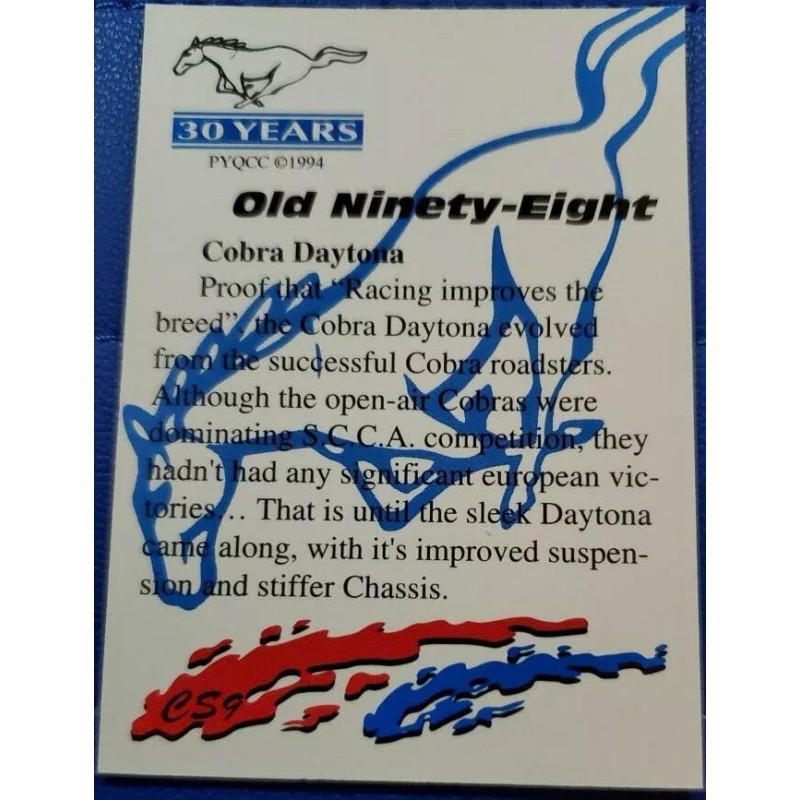 30 YEARS
PYQCC ©1994
Old Ninety-Eight
Cobra Daytona
Proof that "Racing improves the
breed", the Cobra Daytona evolved
from the successful Cobra roadsters.
Although the open-air Cobras were
dominating S.C.C.A. competition, they
hadn't had any significant european vic-
tories... That is until the sleek Daytona
came along, with it's improved suspen-
sion and stiffer Chassis.
CS9